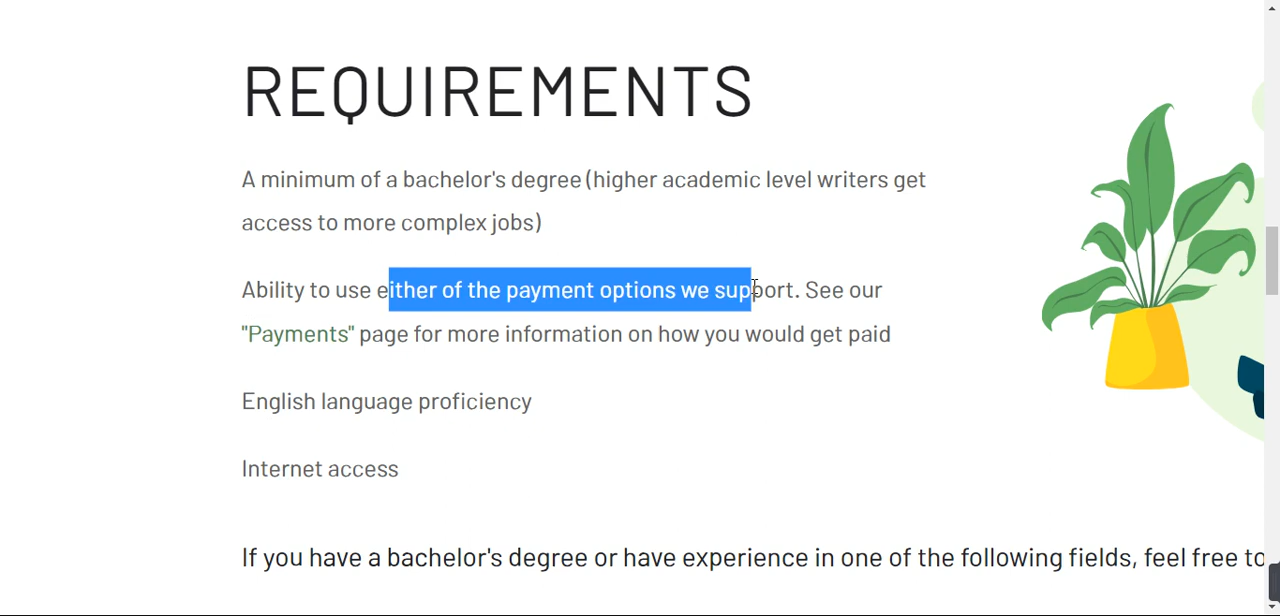 REQUIREMENTS
A minimum of a bachelor's degree (higher academic level writers get
access to more complex jobs)
Ability to use either of the payment options we support. See our
"Payments" page for more information on how you would get paid
English language proficiency
Internet access
If you have a bachelor's degree or have experience in one of the following fields, feel free to